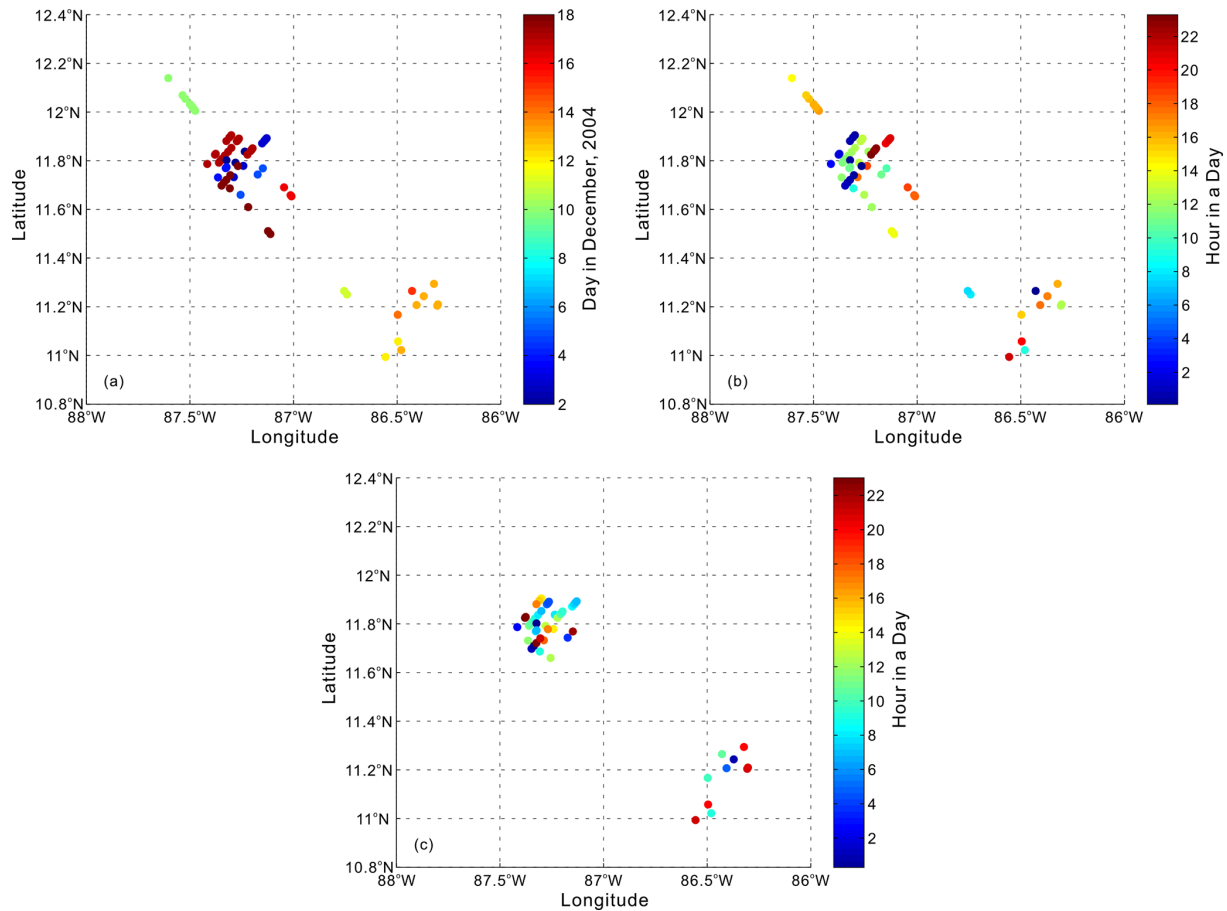 12.4°N
12.2°N
12°N
11.8°N
11.6°N
11.4°N
11.2°N
11°N
10.8°N
Latitude
88°W 87.5°W 87°W 86.5°W 86°W
Longitude
(a)
18
16
14
12
10
8
6
4
2
Day in December, 2004
12.4°N
12.2°N
12°N
11.8°N
11.6°N
11.4°N
11.2°N
11°N
10.8°N
Latitude
88°W 87.5°W 87°W 86.5°W 86°W
Longitude
(b)
22
20
18
16
14
12
10
8
6
4
2
Hour in a Day
12.4°N
12.2°N
12°N
11.8°N
11.6°N
11.4°N
11.2°N
11°N
10.8°N
Latitude
88°W 87.5°W 87°W 86.5°W 86°W
Longitude
(c)
22
20
18
16
14
12
10
8
6
4
2
Hour in a Day